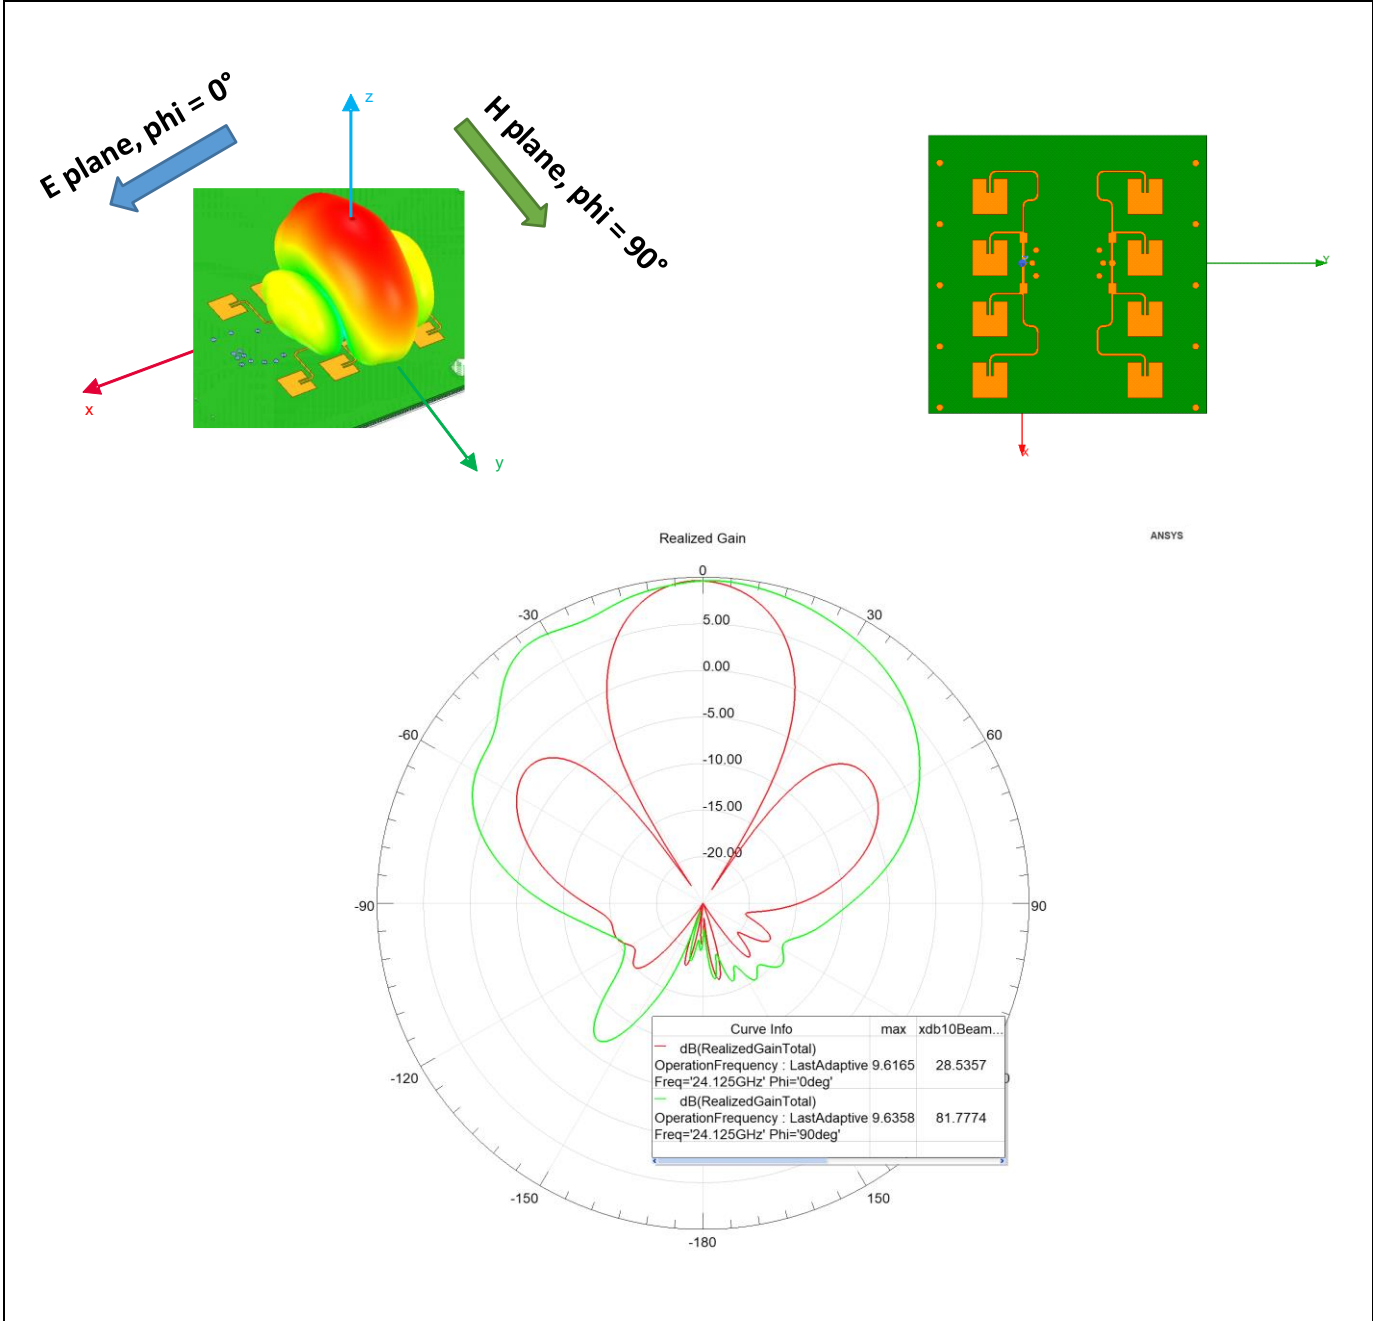 E plane, phi = 0°
z
H plane, phi = 90°
x
y
Y
X
Realized Gain
ANSYS
0
-30
30
5.00
0.00
-60
60
-5.00
-10.00
-15.00
-20.00
-90
90
Curve Info max xdb10Beam...
dB(RealizedGainTotal)
OperationFrequency : LastAdaptive 9.6165 28.5357
Freq='24.125GHz' Phi='0deg'
dB(RealizedGainTotal)
OperationFrequency : LastAdaptive 9.6358 81.7774
Freq='24.125GHz' Phi='90deg'
-120
0
-150
150
-180